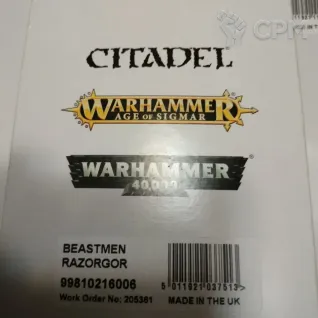 CITADEL
WARHAMMER
AGE OF SIGMAR
WARHAMMER
40,000
BEASTMEN
RAZORGOR
99810216006
Work Order No: 205381
5 011921 037513 >
MADE IN THE UK